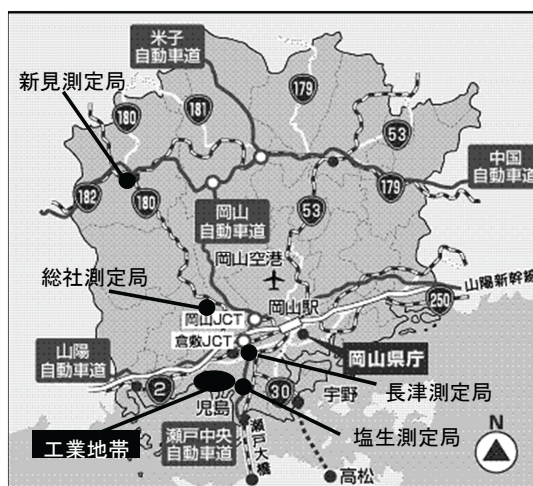 米子
自動車道
新見測定局
179
181
180
53
中国
自動車道
182
180
179
岡山
自動車道
53
岡山空港
総社測定局
岡山駅
山陽新幹線
250
岡山JCT
倉敷JCT
岡山県庁
山陽
自動車道
2
児島
30
宇野
長津測定局
工業地帯
瀬戸中央
自動車道
瀬戸大橋
塩生測定局
高松
N